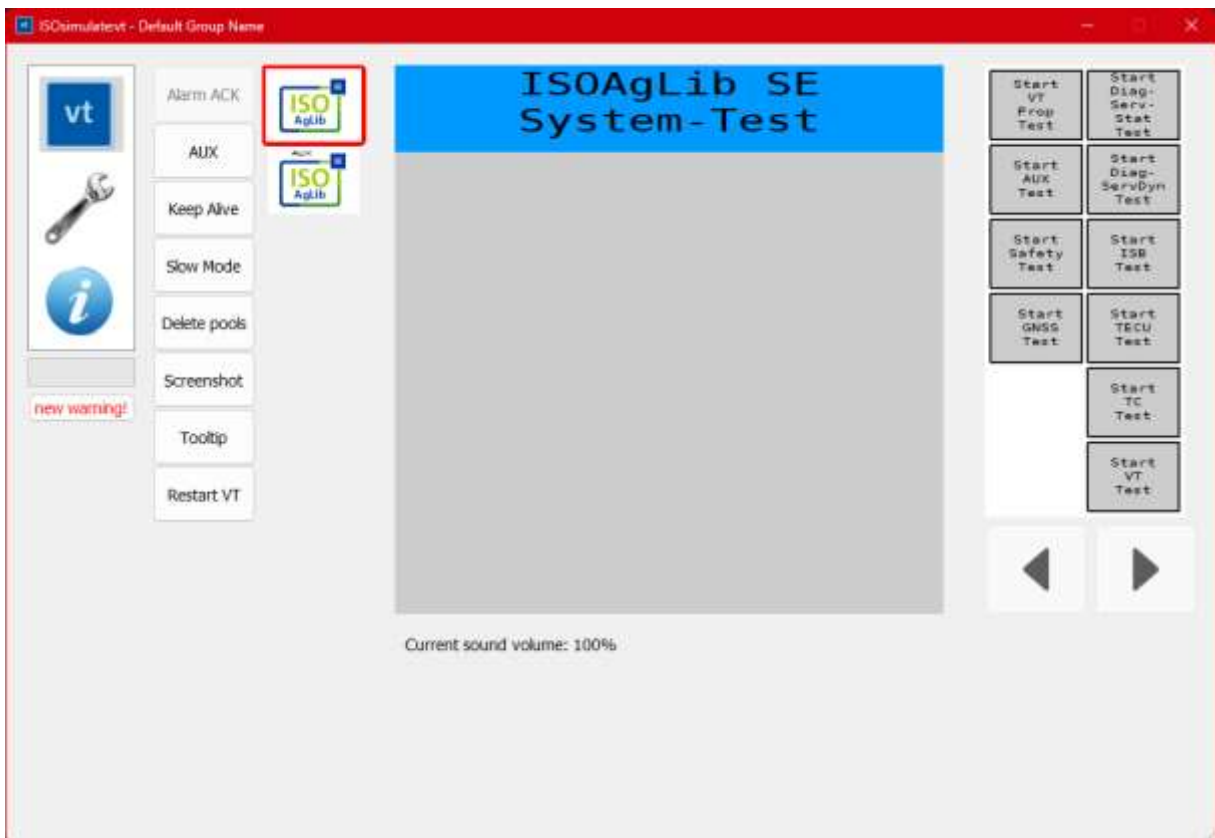 ISOsimulatevt - Default Group Name
vt
Alarm ACK
AUX
Keep Alive
Slow Mode
Delete pools
Screenshot
Tooltip
Restart VT
new warning!
ISO
AgLib
AUX
ISO
AgLib
ISOAgLib SE
System-Test
Current sound volume: 100%
Start
VT
Prop
Test
Start
Diag-
Serv-
Stat
Test
Start
AUX
Test
Start
Diag-
ServDyn
Test
Start
Safety
Test
Start
ISB
Test
Start
GNSS
Test
Start
TECU
Test
Start
TC
Test
Start
VT
Test